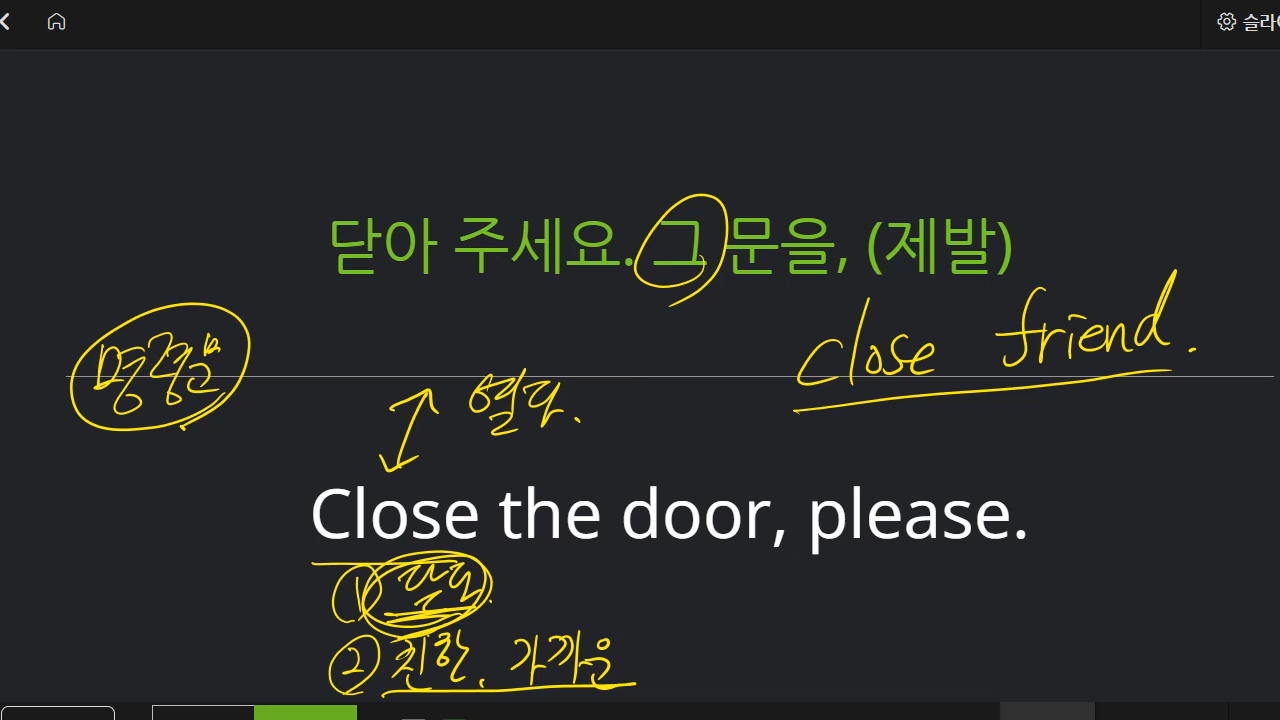 슬라이
닫아 주세요. 그 문을, (제발)
close friend.
명령문
열다.
Close the door, please.
① 닫다.
② 친한. 가까운